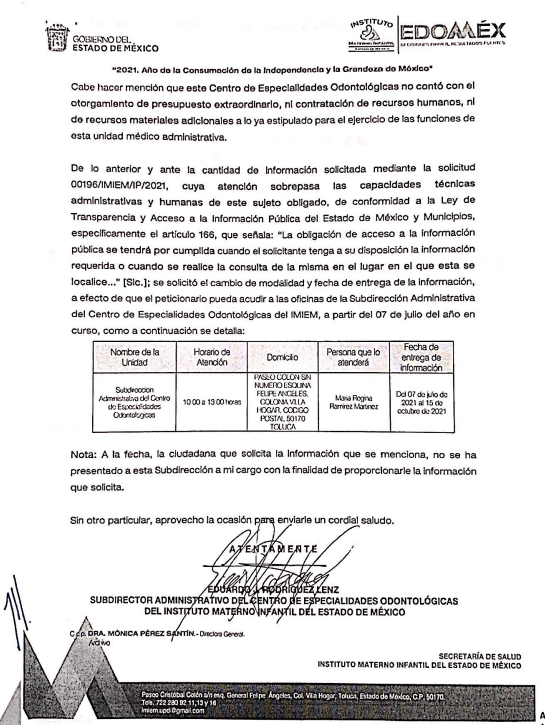 GOBIERNO DEL
ESTADO DE MÉXICO
INSTITUTO
MATERNO INFANTIL
EDOMÉX
DECISIONES FIRMES, RESULTADOS FUERTES
"2021. Año de la Consumación de la Independencia y la Grandeza de México"
Cabe hacer mención que este Centro de Especialidades Odontológicas no contó con el
otorgamiento de presupuesto extraordinario, ni contratación de recursos humanos, ni
de recursos materiales adicionales a lo ya estipulado para el ejercicio de las funciones de
esta unidad médico administrativa.
De lo anterior y ante la cantidad de información solicitada mediante la solicitud
00196/IMIEM/IP/2021, cuya atención sobrepasa las capacidades técnicas
administrativas y humanas de este sujeto obligado, de conformidad a la Ley de
Transparencia y Acceso a la Información Pública del Estado de México y Municipios,
específicamente el artículo 166, que señala: "La obligación de acceso a la información
pública se tendrá por cumplida cuando el solicitante tenga a su disposición la información
requerida o cuando se realice la consulta de la misma en el lugar en el que esta se
localice..." [Sic.]; se solicitó el cambio de modalidad y fecha de entrega de la información,
a efecto de que el peticionario pueda acudir a las oficinas de la Subdirección Administrativa
del Centro de Especialidades Odontológicas del IMIEM, a partir del 07 de julio del año en
curso, como a continuación se detalla:
Nombre de la Unidad
Horario de Atención
Domicilio
Persona que lo atenderá
Fecha de entrega de información
Subdireccion Administrativa del Centro de Especialidades Odontologicas
10:00 a 13:00 horas
PASEO COLON SIN NUMERO ESQUINA FELIPE ANGELES, COLONIA VILLA HOGAR, CODIGO POSTAL 50170 TOLUCA
Maria Regina Ramirez Martinez
Del 07 de julio de 2021 al 15 de octubre de 2021
Nota: A la fecha, la ciudadana que solicita la información que se menciona, no se ha
presentado a esta Subdirección a mi cargo con la finalidad de proporcionarle la información
que solicita.
Sin otro particular, aprovecho la ocasión para enviarle un cordial saludo.
ATENTAMENTE
EDUARDO J. RODRÍGUEZ LENZ
SUBDIRECTOR ADMINISTRATIVO DEL CENTRO DE ESPECIALIDADES ODONTOLÓGICAS
DEL INSTITUTO MATERNO INFANTIL DEL ESTADO DE MÉXICO
C.c.p. DRA. MÓNICA PÉREZ SANTÍN.- Directora General.
Archivo
SECRETARÍA DE SALUD
INSTITUTO MATERNO INFANTIL DEL ESTADO DE MÉXICO
Paseo Cristóbal Colón s/n esq. General Felipe Ángeles, Col. Villa Hogar, Toluca, Estado de México, C.P. 50170.
Tels: 722 280 92 11,13 y 16
imiem.upd@gmail.com
A